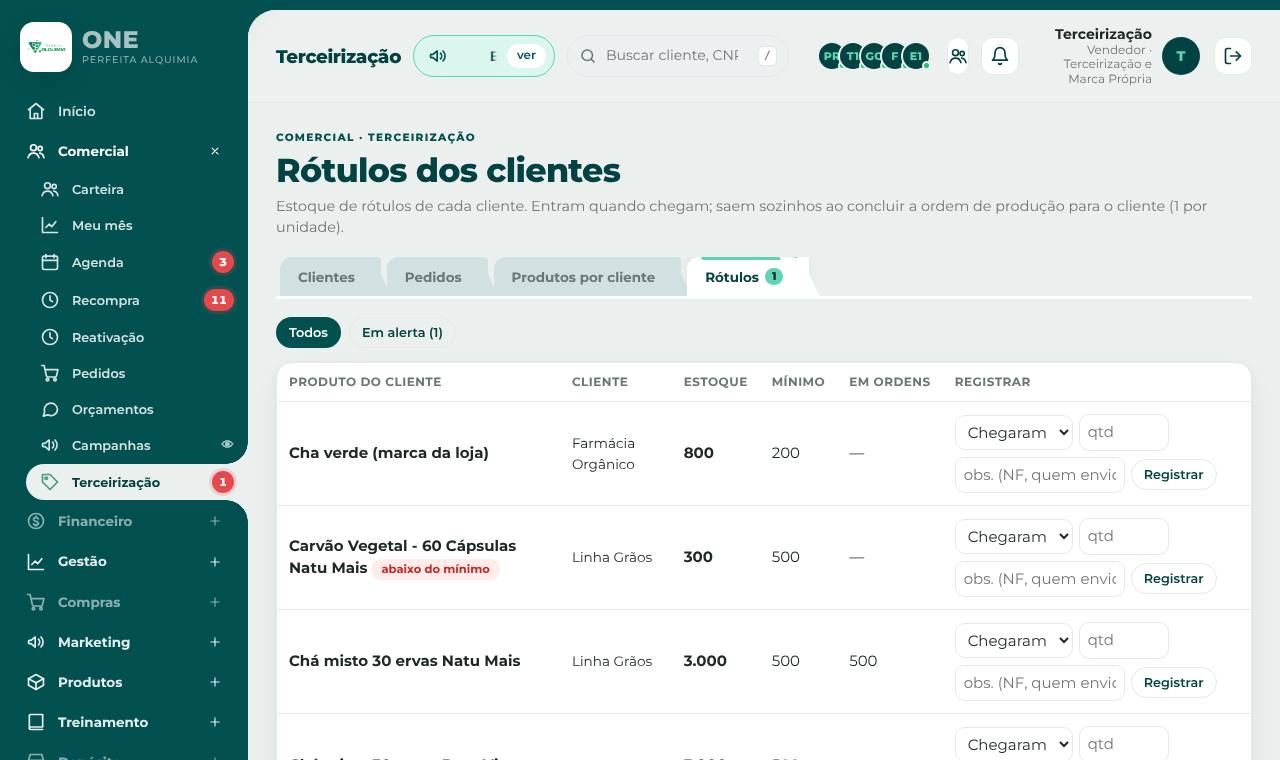 ONE
PERFEITA ALQUIMIA
Início
Comercial
Carteira
Meu mês
Agenda 3
Recompra 11
Reativação
Pedidos
Orçamentos
Campanhas
Terceirização 1
Financeiro +
Gestão +
Compras +
Marketing +
Produtos +
Treinamento +
Terceirização
ver
Buscar cliente, CNP /
T1 F E1
Terceirização
Vendedor ·
Terceirização e
Marca Própria
T
COMERCIAL · TERCEIRIZAÇÃO
Rótulos dos clientes
Estoque de rótulos de cada cliente. Entram quando chegam; saem sozinhos ao concluir a ordem de produção para o cliente (1 por
unidade).
Clientes Pedidos Produtos por cliente Rótulos 1
Todos Em alerta (1)
PRODUTO DO CLIENTE CLIENTE ESTOQUE MÍNIMO EM ORDENS REGISTRAR
Cha verde (marca da loja) Farmácia Orgânico 800 200 — Chegaram qtd
obs. (NF, quem envic Registrar
Carvão Vegetal - 60 Cápsulas
Natu Mais abaixo do mínimo Linha Grãos 300 500 — Chegaram qtd
obs. (NF, quem envic Registrar
Chá misto 30 ervas Natu Mais Linha Grãos 3.000 500 500 Chegaram qtd
obs. (NF, quem envic Registrar
Chegaram qtd